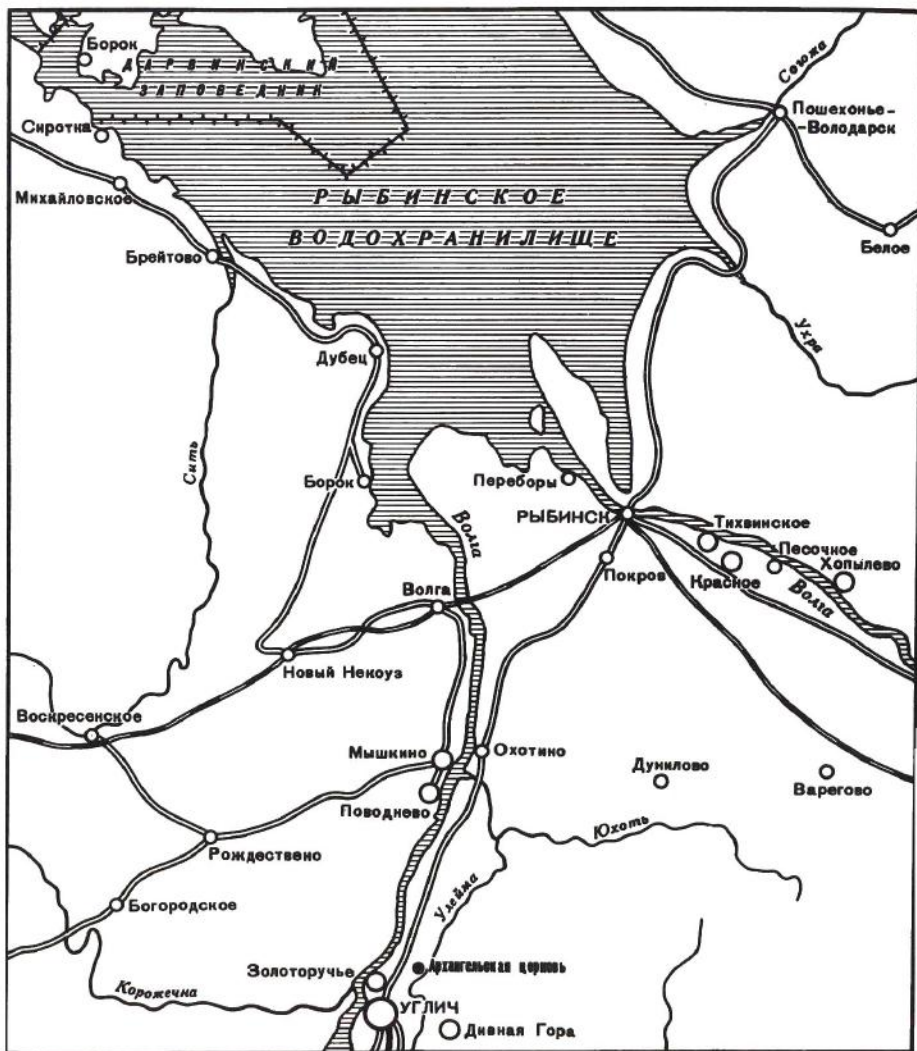 Борок
ДАРВИНСКИЙ
ЗАПОВЕДНИК
Согожа
Пошехонье-
-Володарск
Сиротка
Михайловское
РЫБИНСКОЕ
ВОДОХРАНИЛИЩЕ
Белое
Брейтово
Ухра
Дубец
Сить
Борок
Переборы
Волга
РЫБИНСК
Тихвинское
Песочное
Хопылево
Красное
Покров
Волга
Волга
Новый Некоуз
Воскресенское
Мышкино
Охотино
Дунилово
Варегово
Поводнево
Юхоть
Рождествено
Богородское
Улейма
Золоторучье
Архангельская церковь
Корожечна
УГЛИЧ
Дивная Гора